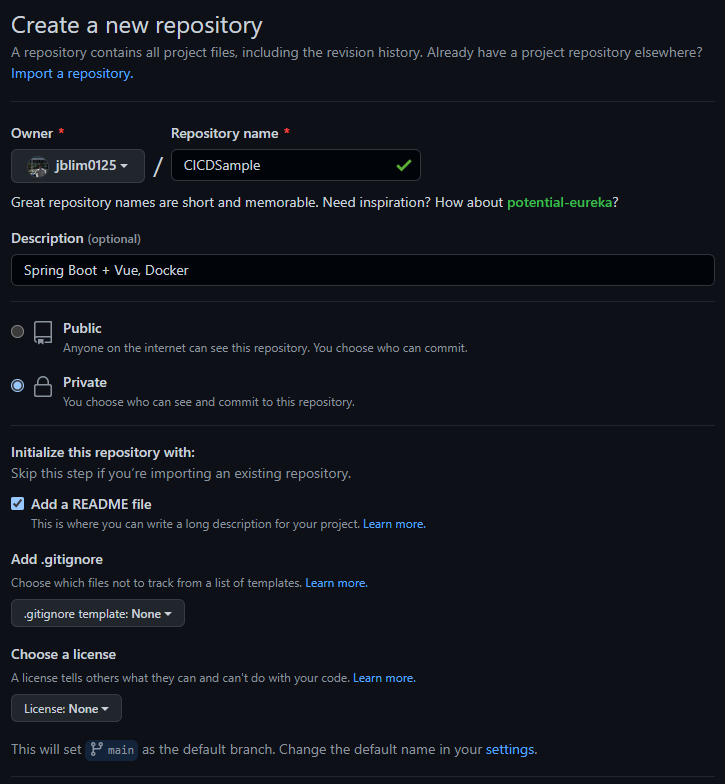 Create a new repository
A repository contains all project files, including the revision history. Already have a project repository elsewhere?
Import a repository.
Owner * Repository name *
jblim0125 / CICDSample
Great repository names are short and memorable. Need inspiration? How about potential-eureka?
Description (optional)
Spring Boot + Vue, Docker
Public
Anyone on the internet can see this repository. You choose who can commit.
Private
You choose who can see and commit to this repository.
Initialize this repository with:
Skip this step if you're importing an existing repository.
Add a README file
This is where you can write a long description for your project. Learn more.
Add .gitignore
Choose which files not to track from a list of templates. Learn more.
.gitignore template: None
Choose a license
A license tells others what they can and can't do with your code. Learn more.
License: None
This will set main as the default branch. Change the default name in your settings.